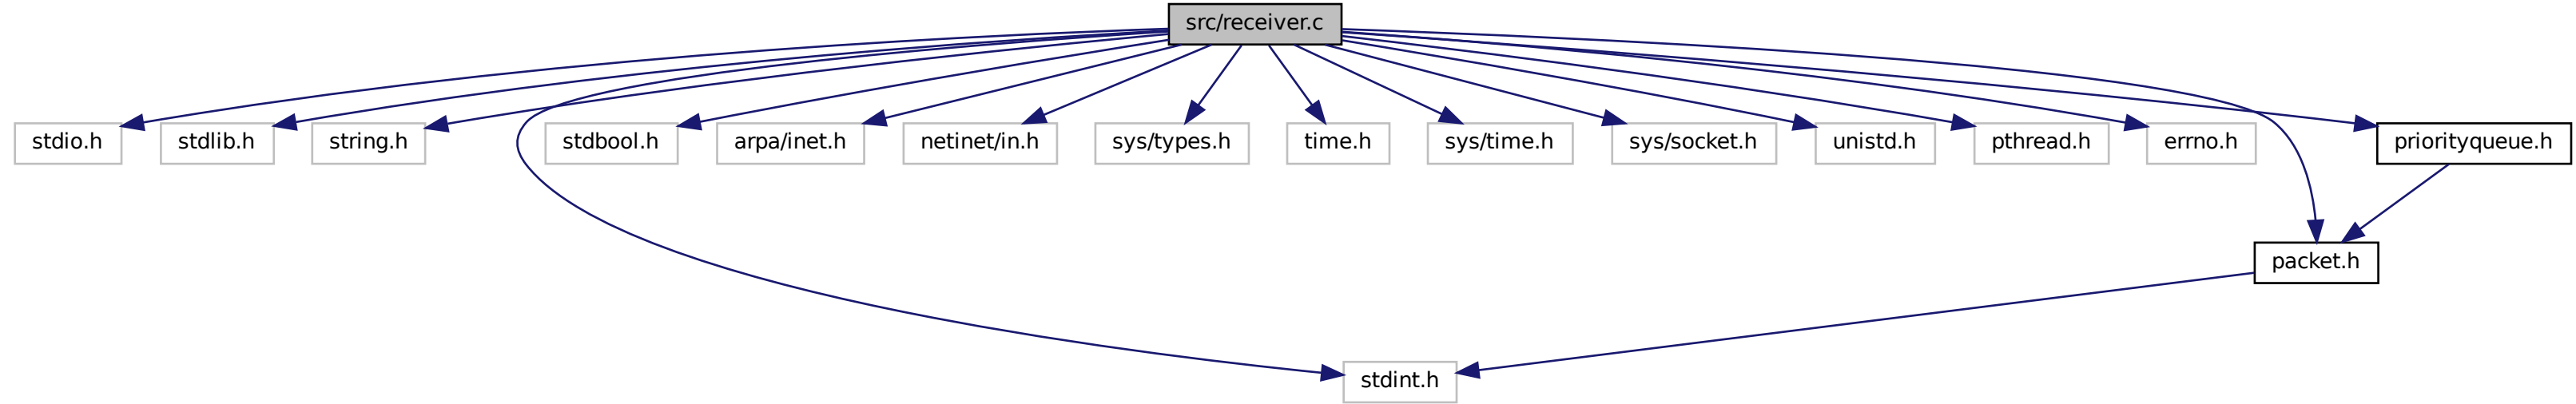 src/receiver.c
stdio.h
stdlib.h
string.h
stdbool.h
arpa/inet.h
netinet/in.h
sys/types.h
time.h
sys/time.h
sys/socket.h
unistd.h
pthread.h
errno.h
priorityqueue.h
packet.h
stdint.h